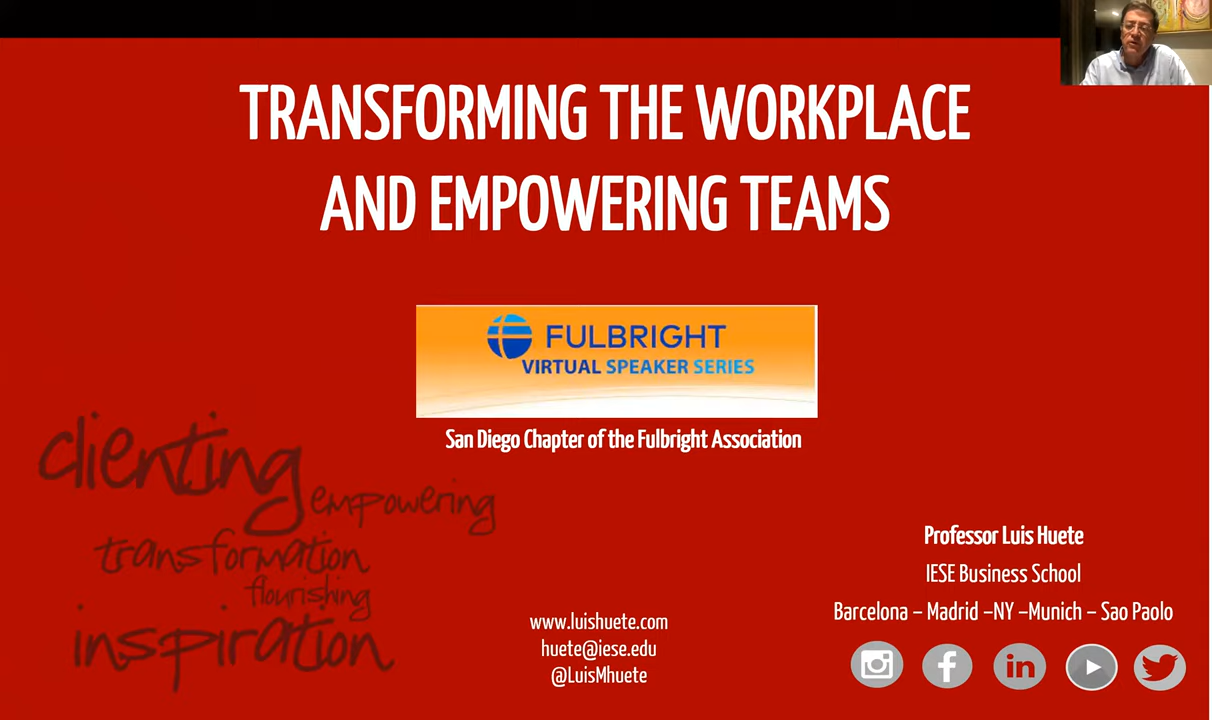 TRANSFORMING THE WORKPLACE
AND EMPOWERING TEAMS
FULBRIGHT
VIRTUAL SPEAKER SERIES
San Diego Chapter of the Fulbright Association
clienting
empowering
transformation
flourishing
inspiration
www.luishuete.com
huete@iese.edu
@LuisMhuete
Professor Luis Huete
IESE Business School
Barcelona – Madrid –NY –Munich – Sao Paolo
f
in